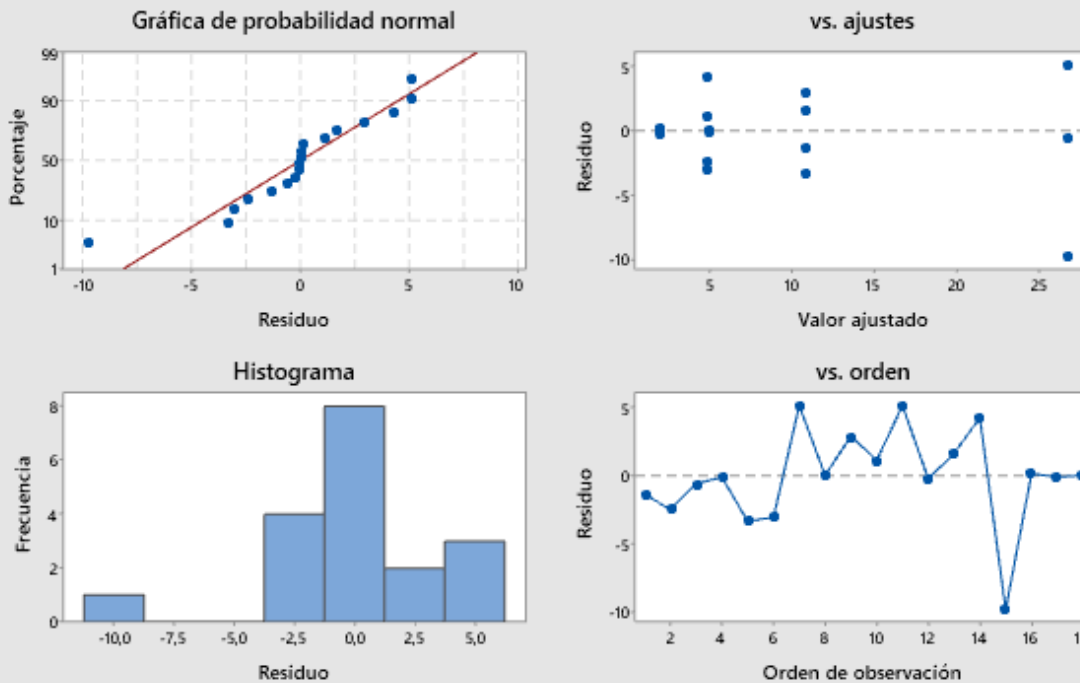 Gráfica de probabilidad normal
99
90
50
10
1
Porcentaje
-10 -5 0 5 10
Residuo
vs. ajustes
5
0
-5
-10
Residuo
5 10 15 20 25
Valor ajustado
Histograma
8
6
4
2
0
Frecuencia
-10,0 -7,5 -5,0 -2,5 0,0 2,5 5,0
Residuo
vs. orden
5
0
-5
-10
Residuo
2 4 6 8 10 12 14 16
Orden de observación